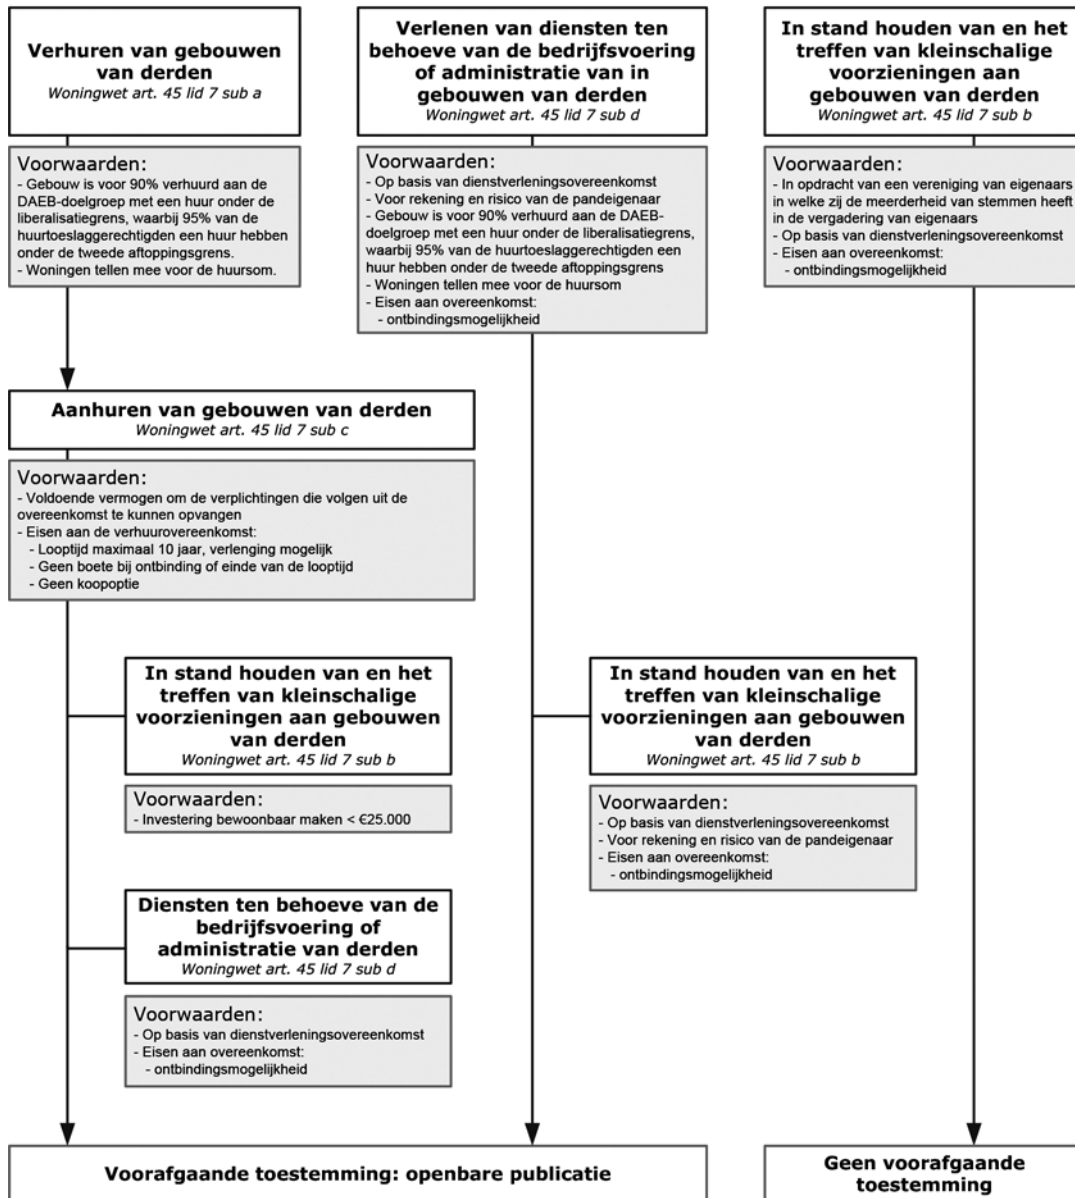 Verhuren van gebouwen
van derden
Woningwet art. 45 lid 7 sub a
Voorwaarden:
- Gebouw is voor 90% verhuurd aan de
DAEB-doelgroep met een huur onder de
liberalisatiegrens, waarbij 95% van de
huurtoeslaggerechtigden een huur hebben
onder de tweede aftoppingsgrens.
- Woningen tellen mee voor de huursom.
Verlenen van diensten ten
behoeve van de bedrijfsvoering
of administratie van in
gebouwen van derden
Woningwet art. 45 lid 7 sub d
Voorwaarden:
- Op basis van dienstverleningsovereenkomst
- Voor rekening en risico van de pandeigenaar
- Gebouw is voor 90% verhuurd aan de DAEB-
doelgroep met een huur onder de liberalisatiegrens,
waarbij 95% van de huurtoeslaggerechtigden een
huur hebben onder de tweede aftoppingsgrens
- Woningen tellen mee voor de huursom
- Eisen aan overeenkomst:
- ontbindingsmogelijkheid
In stand houden van en het
treffen van kleinschalige
voorzieningen aan
gebouwen van derden
Woningwet art. 45 lid 7 sub b
Voorwaarden:
- In opdracht van een vereniging van eigenaars
in welke zij de meerderheid van stemmen heeft
in de vergadering van eigenaars
- Op basis van dienstverleningsovereenkomst
- Eisen aan overeenkomst:
- ontbindingsmogelijkheid
Aanhuren van gebouwen van derden
Woningwet art. 45 lid 7 sub c
Voorwaarden:
- Voldoende vermogen om de verplichtingen die volgen uit de
overeenkomst te kunnen opvangen
- Eisen aan de verhuurovereenkomst:
- Looptijd maximaal 10 jaar, verlenging mogelijk
- Geen boete bij ontbinding of einde van de looptijd
- Geen koopoptie
In stand houden van en het
treffen van kleinschalige
voorzieningen aan gebouwen
van derden
Woningwet art. 45 lid 7 sub b
Voorwaarden:
- Investering bewoonbaar maken < €25.000
In stand houden van en het
treffen van kleinschalige
voorzieningen aan gebouwen
van derden
Woningwet art. 45 lid 7 sub b
Voorwaarden:
- Op basis van dienstverleningsovereenkomst
- Voor rekening en risico van de pandeigenaar
- Eisen aan overeenkomst:
- ontbindingsmogelijkheid
Diensten ten behoeve van de
bedrijfsvoering of
administratie van derden
Woningwet art. 45 lid 7 sub d
Voorwaarden:
- Op basis van dienstverleningsovereenkomst
- Eisen aan overeenkomst:
- ontbindingsmogelijkheid
Voorafgaande toestemming: openbare publicatie
Geen voorafgaande
toestemming